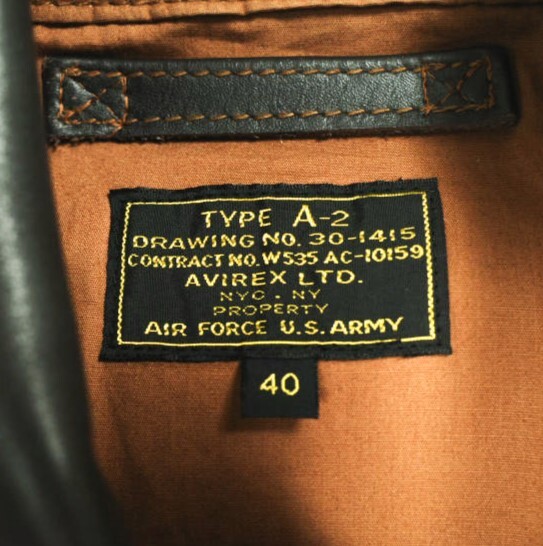 TYPE A-2
DRAWING NO. 30-1415
CONTRACT NO. W535 AC-10159
AVIREX LTD.
NYC. NY
PROPERTY
AIR FORCE U.S. ARMY
40